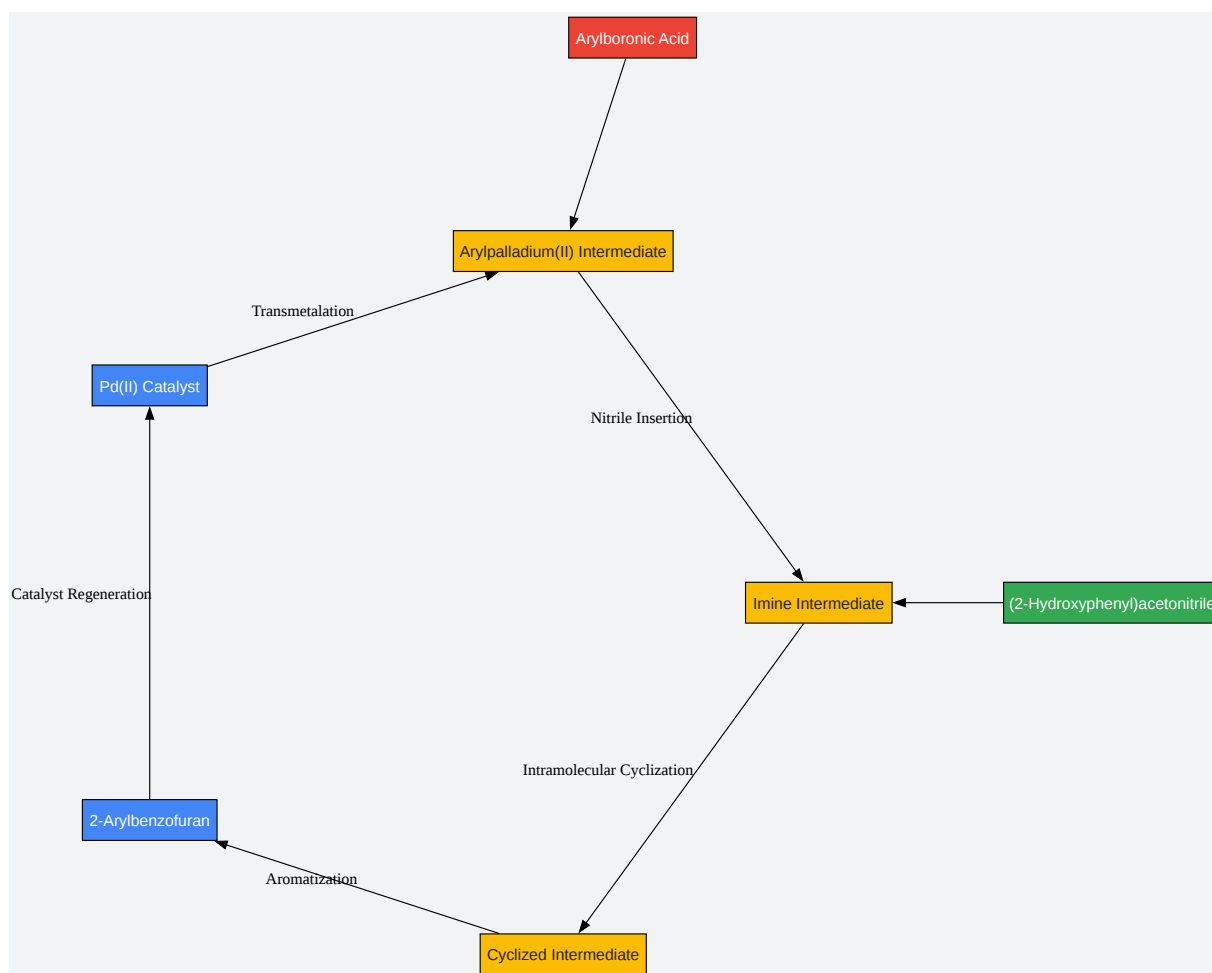 Arylboronic Acid
Arylpalladium(II) Intermediate
Transmetalation
Pd(II) Catalyst
Nitrile Insertion
Catalyst Regeneration
Imine Intermediate
(2-Hydroxyphenyl)acetonitrile
Intramolecular Cyclization
2-Arylbenzofuran
Aromatization
Cyclized Intermediate